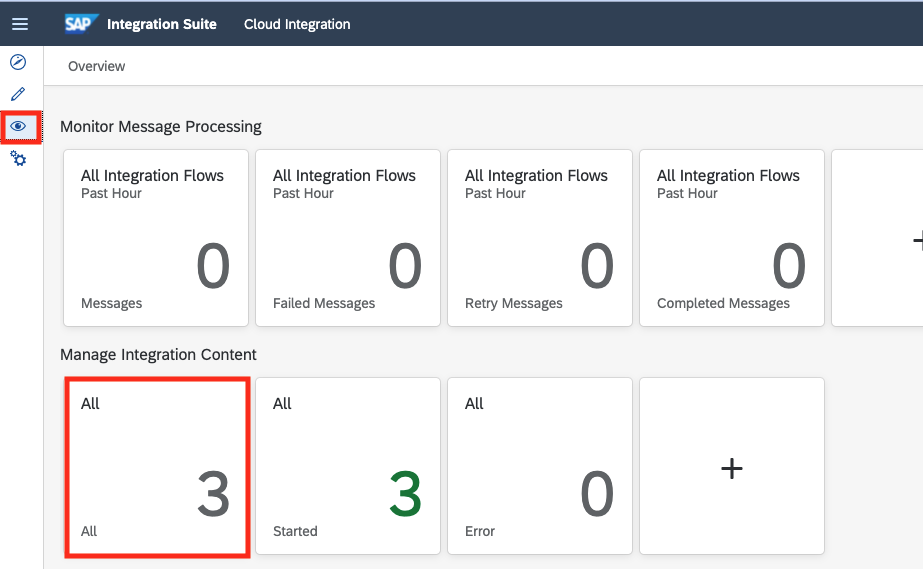 SAP Integration Suite Cloud Integration
Overview
Monitor Message Processing
All Integration Flows
Past Hour
0
Messages
All Integration Flows
Past Hour
0
Failed Messages
All Integration Flows
Past Hour
0
Retry Messages
All Integration Flows
Past Hour
0
Completed Messages
+
Manage Integration Content
All
3
All
All
3
Started
All
0
Error
+